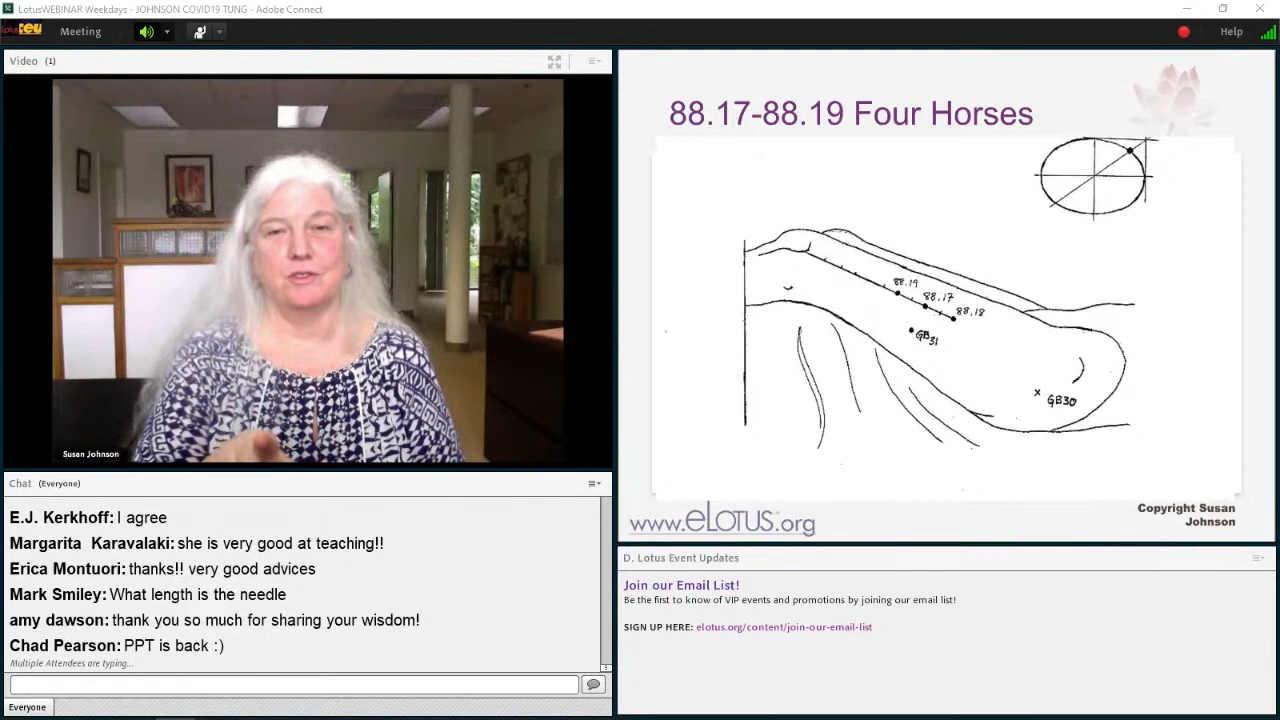 LotusWEBINAR Weekdays - JOHNSON COVID19 TUNG - Adobe Connect
Meeting
Help
Video (1)
Susan Johnson
88.17-88.19 Four Horses
88.19
88.17
88.18
GB31
GB30
www.eLOTUS.org
Copyright Susan
Johnson
Chat (Everyone)
E.J. Kerkhoff: I agree
Margarita Karavalaki: she is very good at teaching!!
Erica Montuori: thanks!! very good advices
Mark Smiley: What length is the needle
amy dawson: thank you so much for sharing your wisdom!
Chad Pearson: PPT is back :)
Multiple Attendees are typing...
Everyone
D. Lotus Event Updates
Join our Email List!
Be the first to know of VIP events and promotions by joining our email list!
SIGN UP HERE: elotus.org/content/join-our-email-list